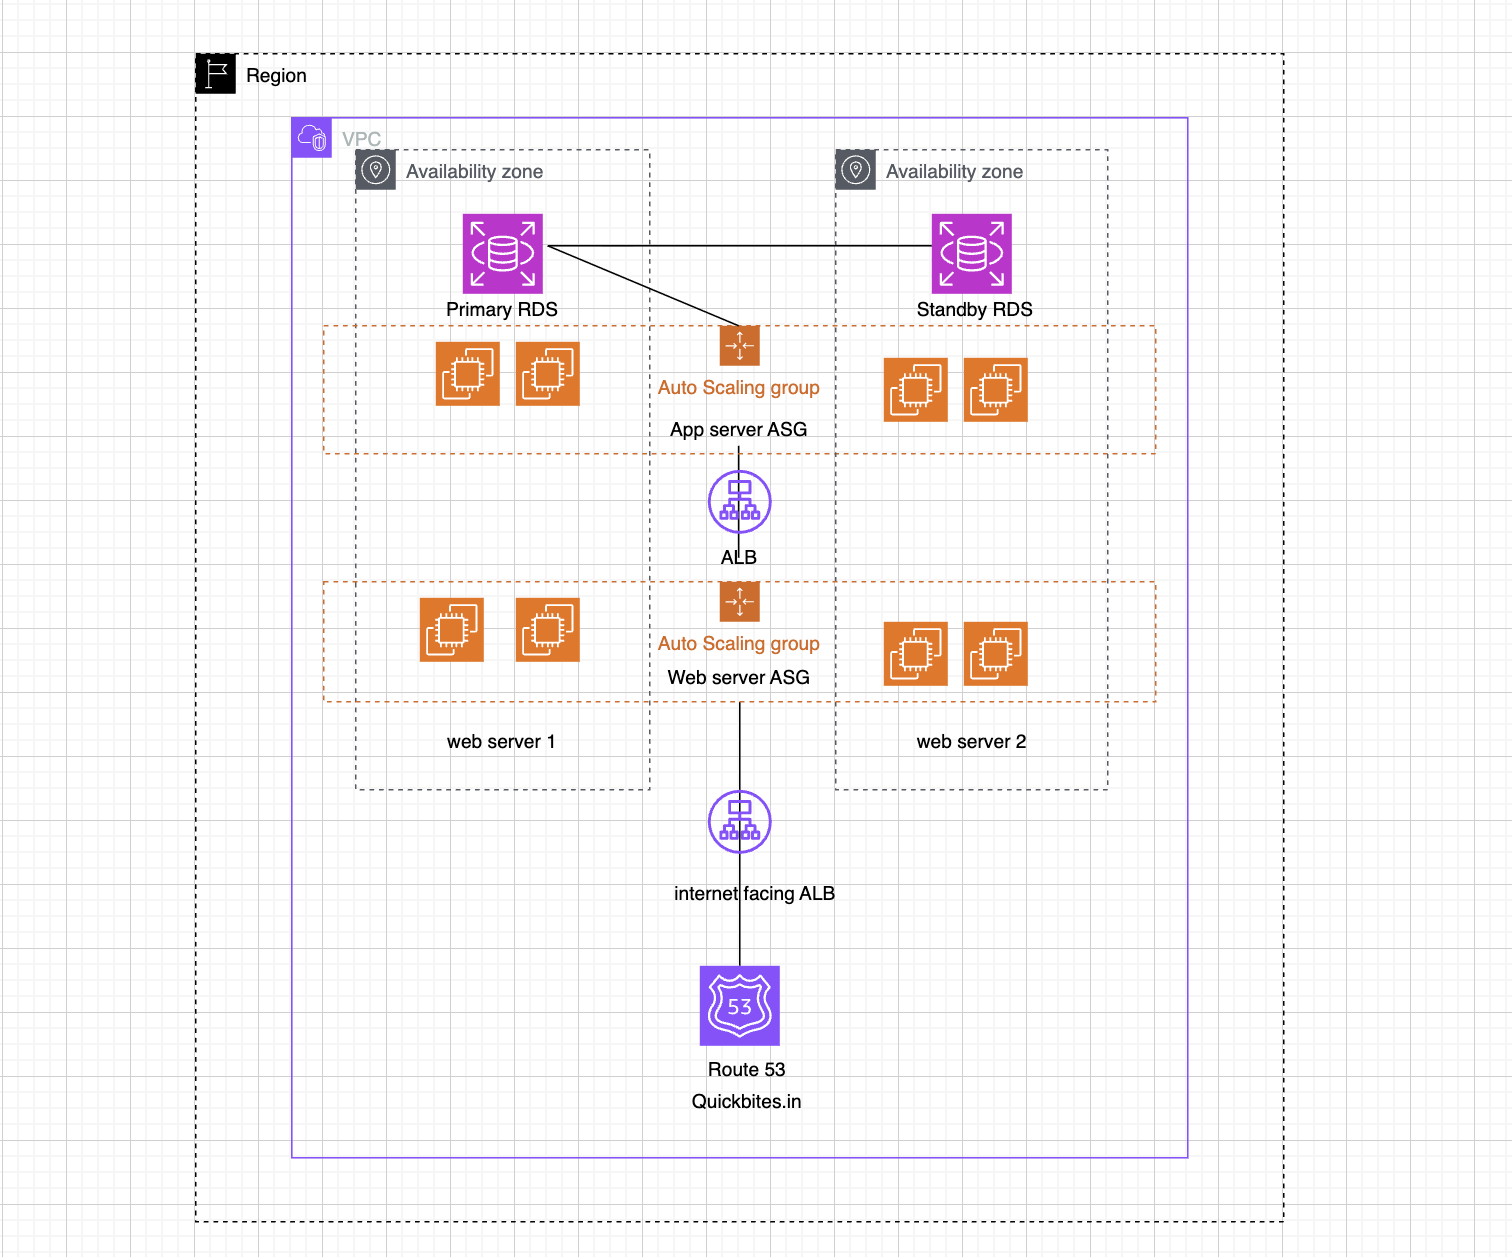 Region
VPC
Availability zone
Availability zone
Primary RDS
Standby RDS
Auto Scaling group
App server ASG
ALB
Auto Scaling group
Web server ASG
web server 1
web server 2
internet facing ALB
53
Route 53
Quickbites.in